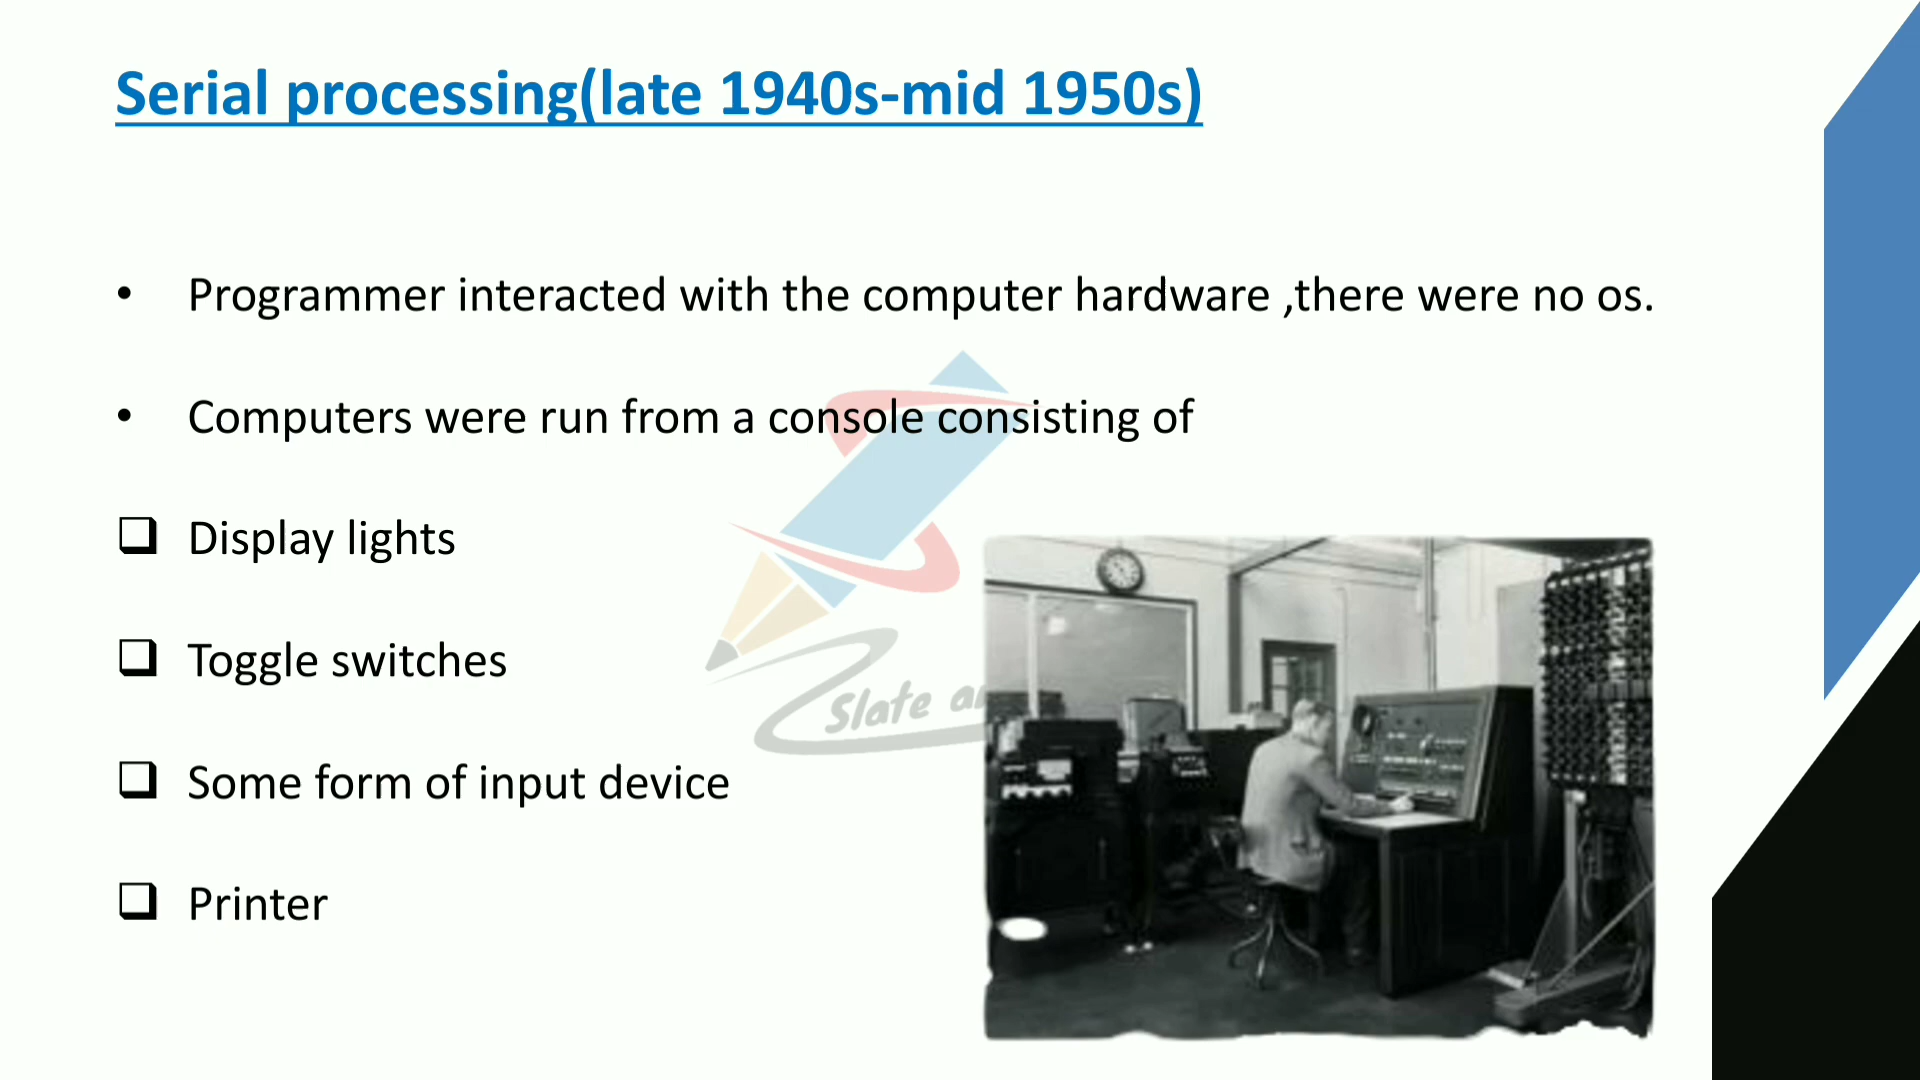 Serial processing(late 1940s-mid 1950s)
• Programmer interacted with the computer hardware ,there were no os.
• Computers were run from a console consisting of
❑ Display lights
❑ Toggle switches
❑ Some form of input device
❑ Printer
Slate